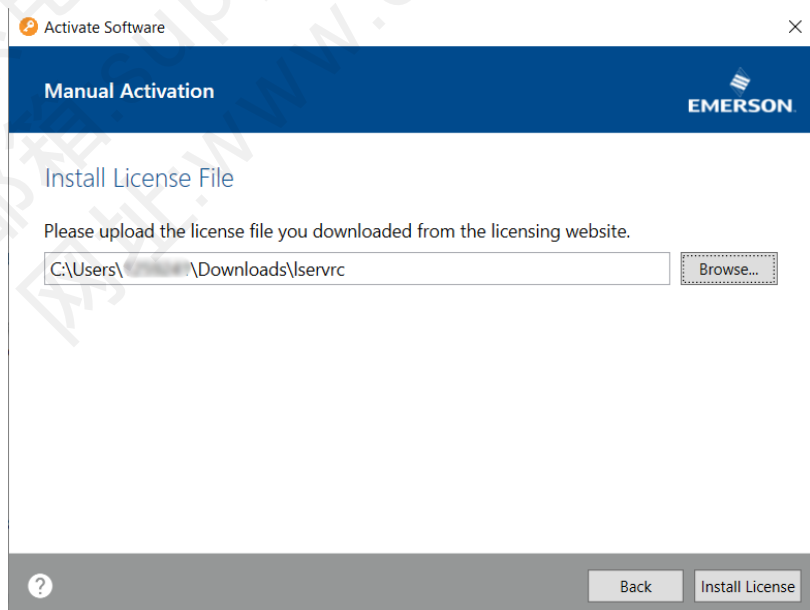 Activate Software
Manual Activation
EMERSON
Install License File
Please upload the license file you downloaded from the licensing website.
C:\Users\ \Downloads\lservrc
Browse...
?
Back
Install License